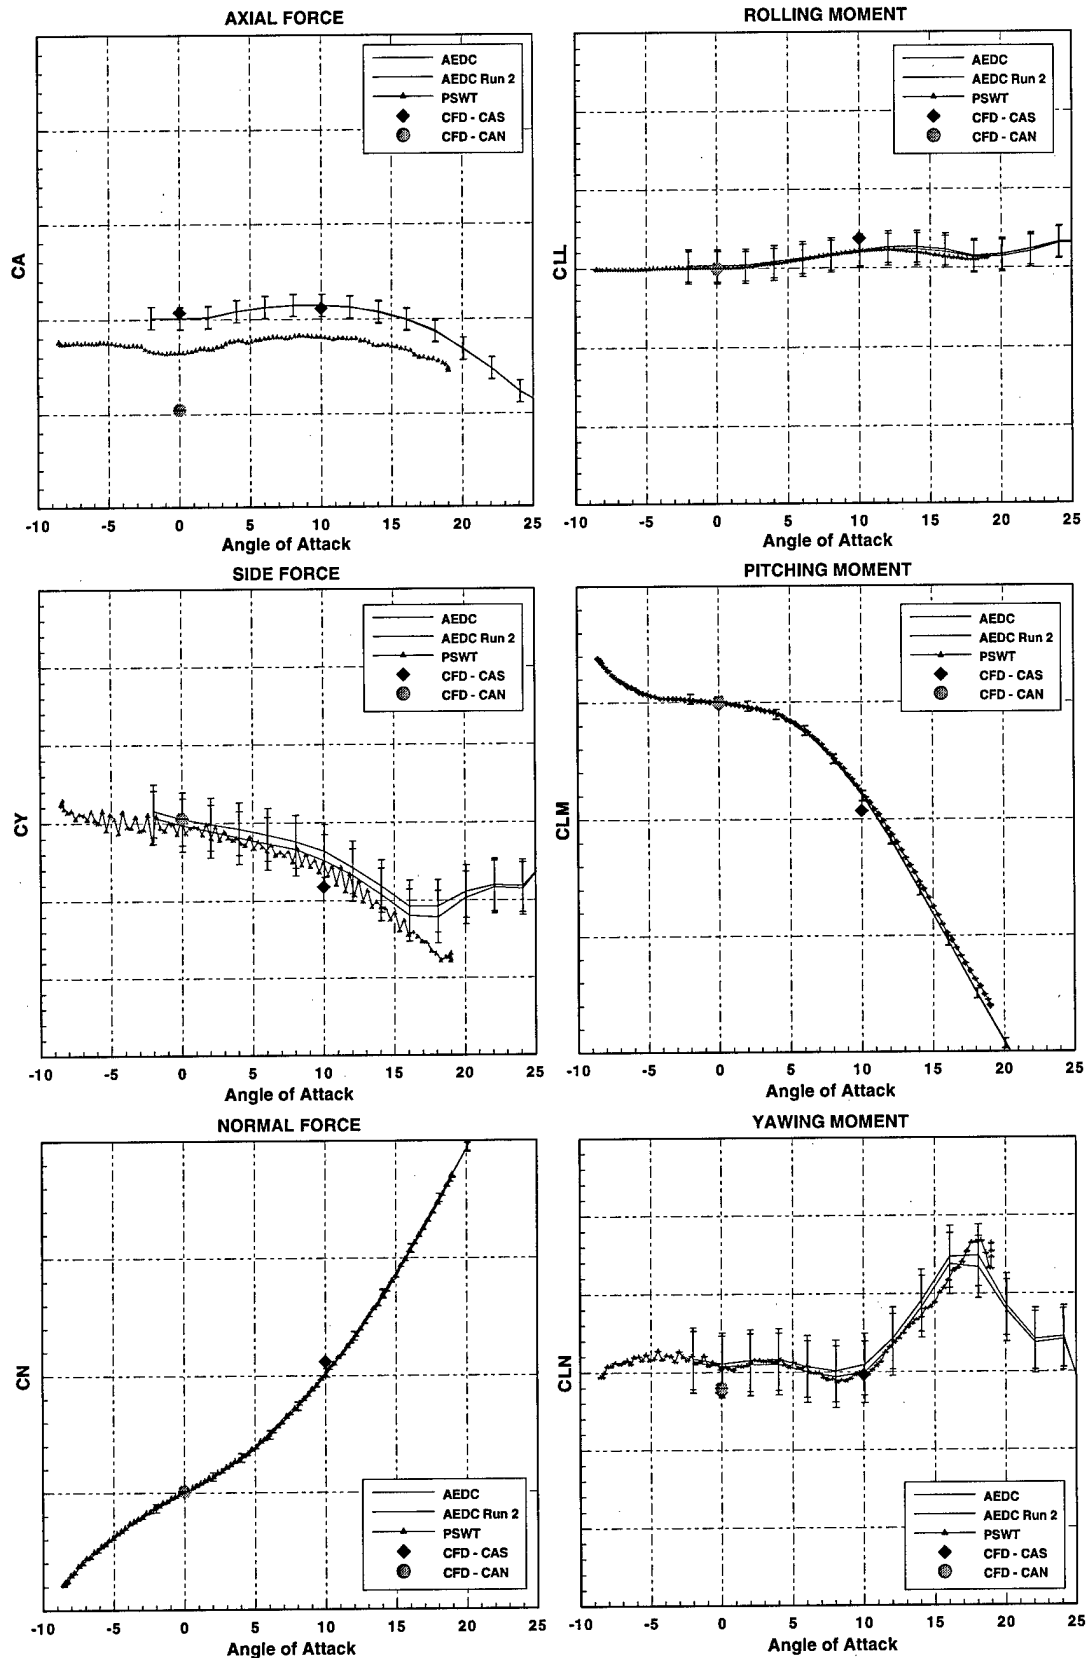 AXIAL FORCE
AEDC
AEDC Run 2
PSWT
CFD - CAS
CFD - CAN
CA
-10 -5 0 5 10 15 20 25
Angle of Attack
ROLLING MOMENT
AEDC
AEDC Run 2
PSWT
CFD - CAS
CFD - CAN
CLL
-10 -5 0 5 10 15 20 25
Angle of Attack
SIDE FORCE
AEDC
AEDC Run 2
PSWT
CFD - CAS
CFD - CAN
CY
-10 -5 0 5 10 15 20 25
Angle of Attack
PITCHING MOMENT
AEDC
AEDC Run 2
PSWT
CFD - CAS
CFD - CAN
CLM
-10 -5 0 5 10 15 20 25
Angle of Attack
NORMAL FORCE
AEDC
AEDC Run 2
PSWT
CFD - CAS
CFD - CAN
CN
-10 -5 0 5 10 15 20 25
Angle of Attack
YAWING MOMENT
AEDC
AEDC Run 2
PSWT
CFD - CAS
CFD - CAN
CLN
-10 -5 0 5 10 15 20 25
Angle of Attack